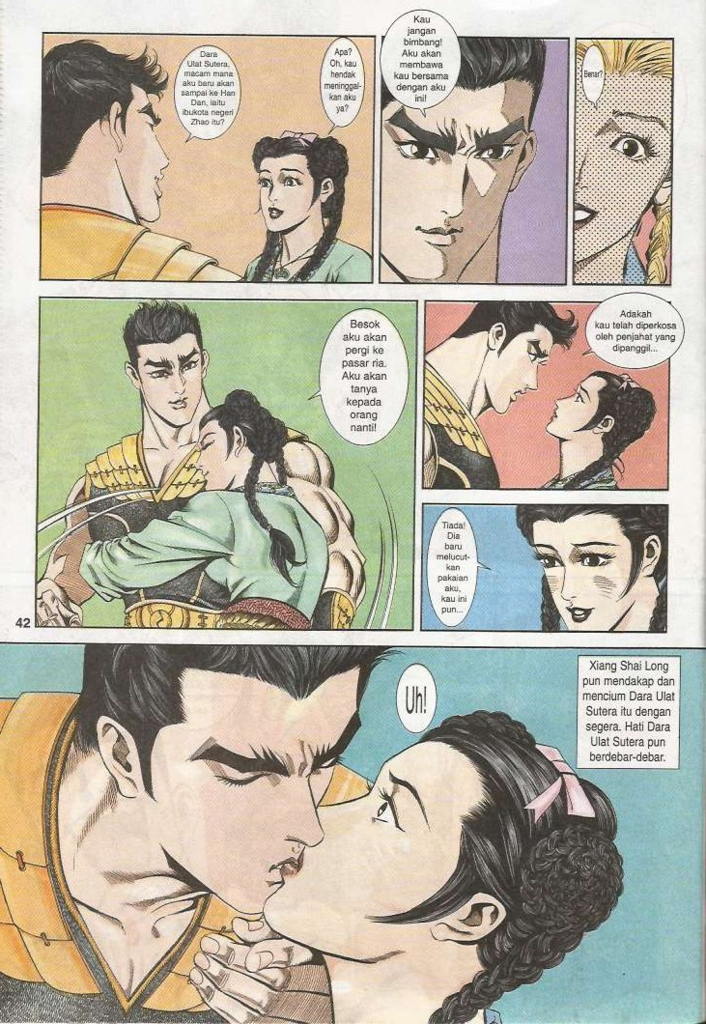 Dara
Ulat Sutera,
macam mana
aku baru akan
sampai ke Han
Dan, iaitu
ibukota negeri
Zhao itu?
Apa?
Oh, kau
hendak
meninggal-
kan aku
ya?
Kau
jangan
bimbang!
Aku akan
membawa
kau bersama
dengan aku
ini!
Benar?
Besok
aku akan
pergi ke
pasar ria.
Aku akan
tanya
kepada
orang
nanti!
Adakah
kau telah diperkosa
oleh penjahat yang
dipanggil...
Tiada!
Dia
baru
melucut-
kan
pakaian
aku,
kau ini
pun...
42
Xiang Shai Long
pun mendakap dan
mencium Dara Ulat
Sutera itu dengan
segera. Hati Dara
Ulat Sutera pun
berdebar-debar.
Uh!